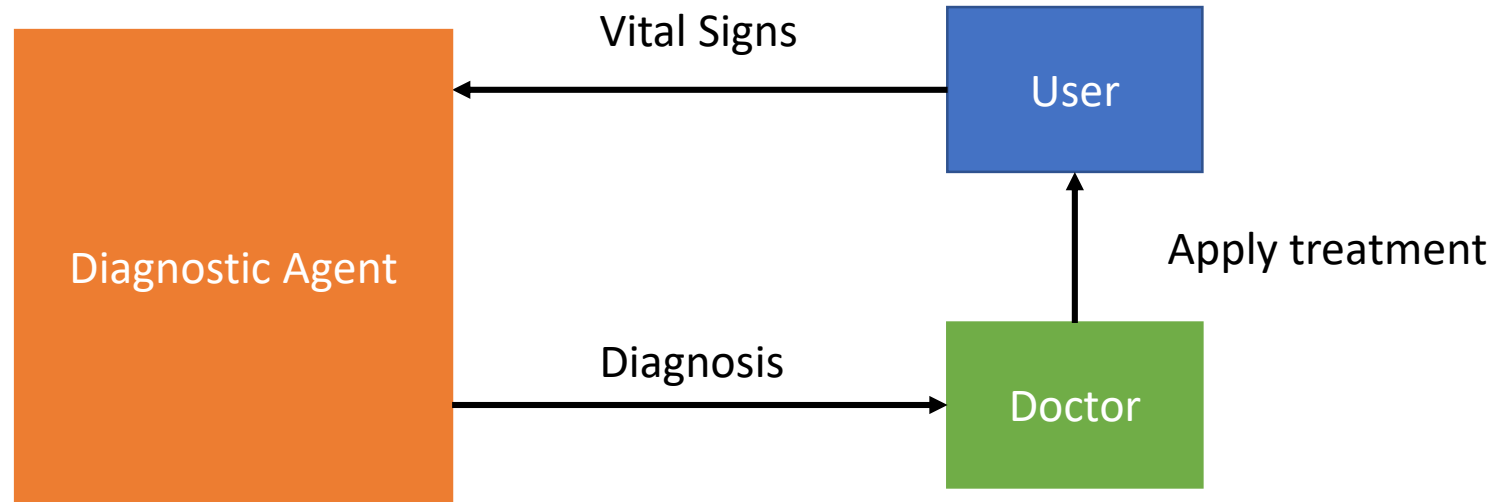 Vital Signs
User
Diagnostic Agent
Apply treatment
Diagnosis
Doctor